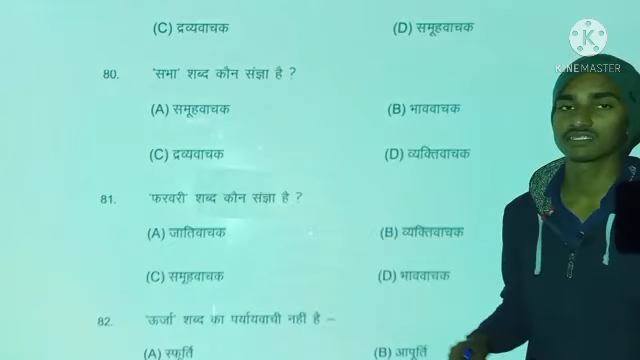 (C) द्रव्यवाचक (D) समूहवाचक
80. 'सभा' शब्द कौन संज्ञा है ?
(A) समूहवाचक (B) भाववाचक
(C) द्रव्यवाचक (D) व्यक्तिवाचक
81. 'फरवरी' शब्द कौन संज्ञा है ?
(A) जातिवाचक (B) व्यक्तिवाचक
(C) समूहवाचक (D) भाववाचक
82. 'ऊर्जा' शब्द का पर्यायवाची नहीं है –
(A) स्फूर्ति (B) आपूर्ति
K
KINEMASTER